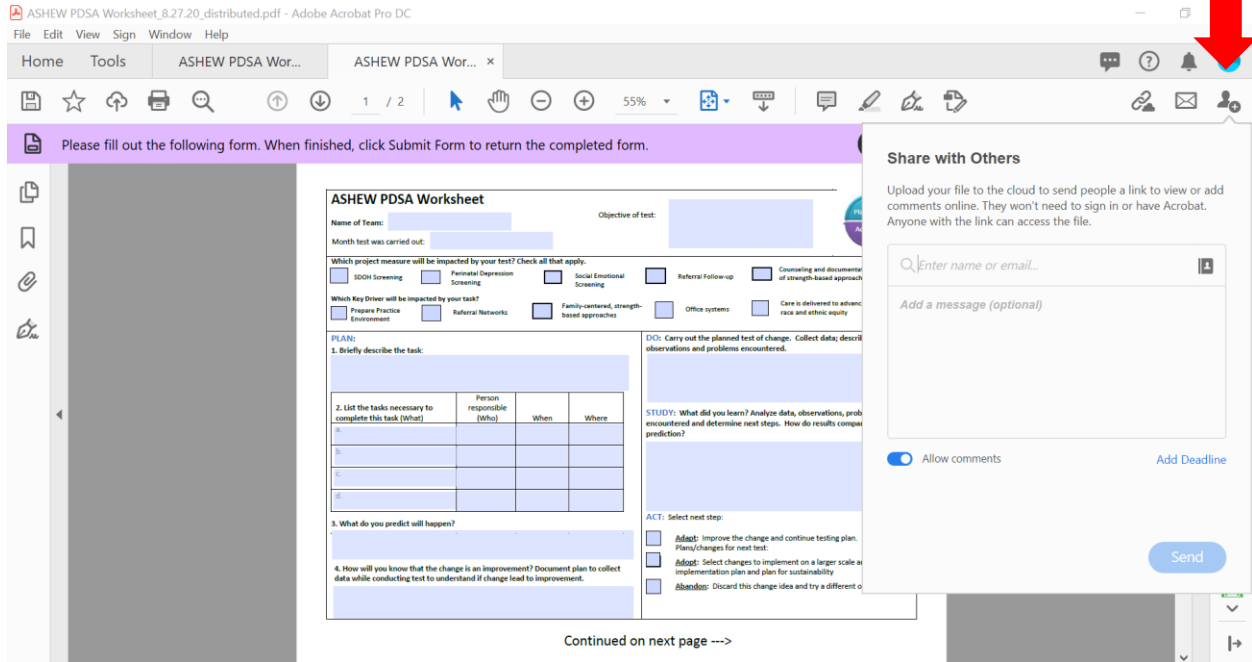 ASHEW PDSA Worksheet_8.27.20_distributed.pdf - Adobe Acrobat Pro DC
File Edit View Sign Window Help
Home Tools ASHEW PDSA Wor... ASHEW PDSA Wor... ×
1 / 2 55%
Please fill out the following form. When finished, click Submit Form to return the completed form.
ASHEW PDSA Worksheet
Name of Team:
Objective of test:
Month test was carried out:
Which project measure will be impacted by your test? Check all that apply.
SDOH Screening
Perinatal Depression
Screening
Social Emotional
Screening
Referral Follow-up
Counseling and
of strength-based
Which Key Driver will be impacted by your task?
Prepare Practice
Environment
Referral Networks
Family-centered, strength-
based approaches
Office systems
Care is delivered to
race and ethnic equity
PLAN:
1. Briefly describe the task:
2. List the tasks necessary to
complete this task (What)
Person
responsible
(Who)
When
Where
a.
b.
c.
d.
3. What do you predict will happen?
4. How will you know that the change is an improvement? Document plan to collect
data while conducting test to understand if change lead to improvement.
DO: Carry out the planned test of change. Collect data;
observations and problems encountered.
STUDY: What did you learn? Analyze data, observations,
encountered and determine next steps. How do results
prediction?
ACT: Select next step:
Adapt: Improve the change and continue testing plan.
Plans/changes for next test:
Adopt: Select changes to implement on a larger scale
implementation plan and plan for sustainability
Abandon: Discard this change idea and try a different
Continued on next page --->
Share with Others
Upload your file to the cloud to send people a link to view or add
comments online. They won't need to sign in or have Acrobat.
Anyone with the link can access the file.
Enter name or email...
Add a message (optional)
Allow comments
Add Deadline
Send